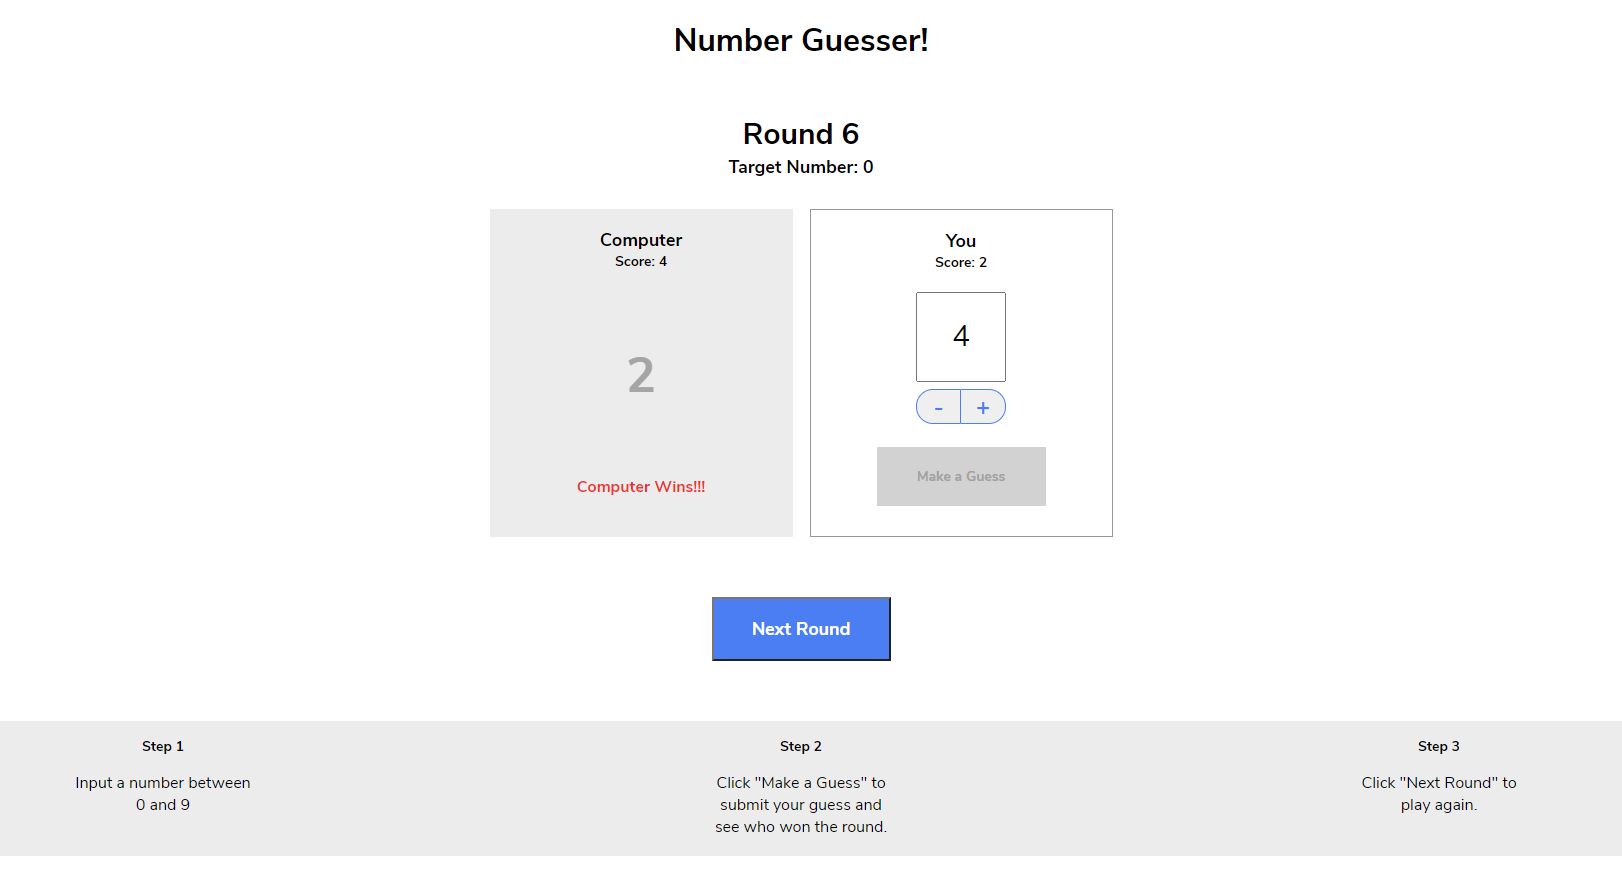 Number Guesser!
Round 6
Target Number: 0
Computer
Score: 4
2
Computer Wins!!!
You
Score: 2
4
- +
Make a Guess
Next Round
Step 1
Input a number between
0 and 9
Step 2
Click "Make a Guess" to
submit your guess and
see who won the round.
Step 3
Click "Next Round" to
play again.